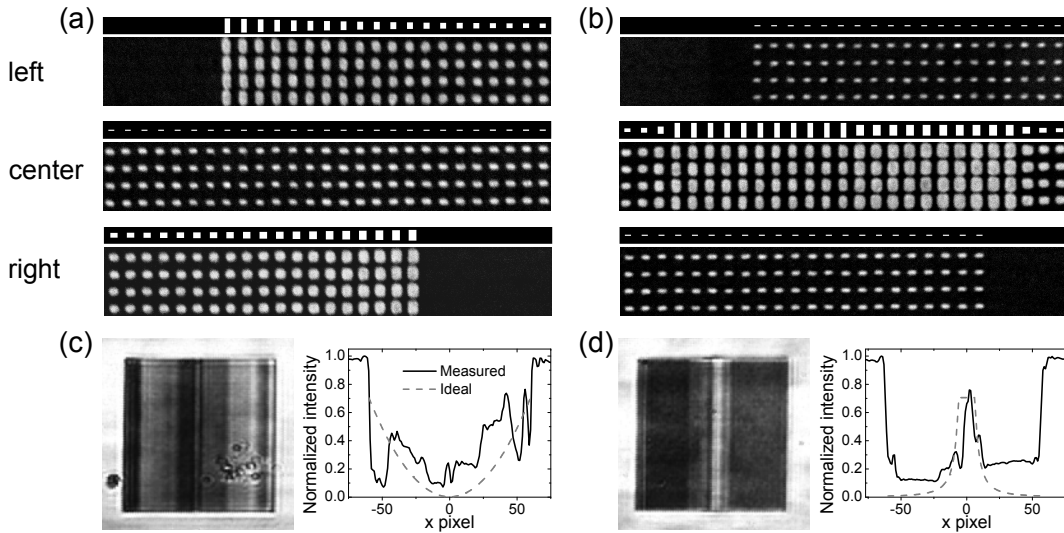 (a)
(b)
left
center
right
(c)
Normalized intensity
1.0
0.8
0.6
0.4
0.2
0.0
Measured
Ideal
-50
0
50
x pixel
(d)
Normalized intensity
1.0
0.8
0.6
0.4
0.2
0.0
-50
0
50
x pixel